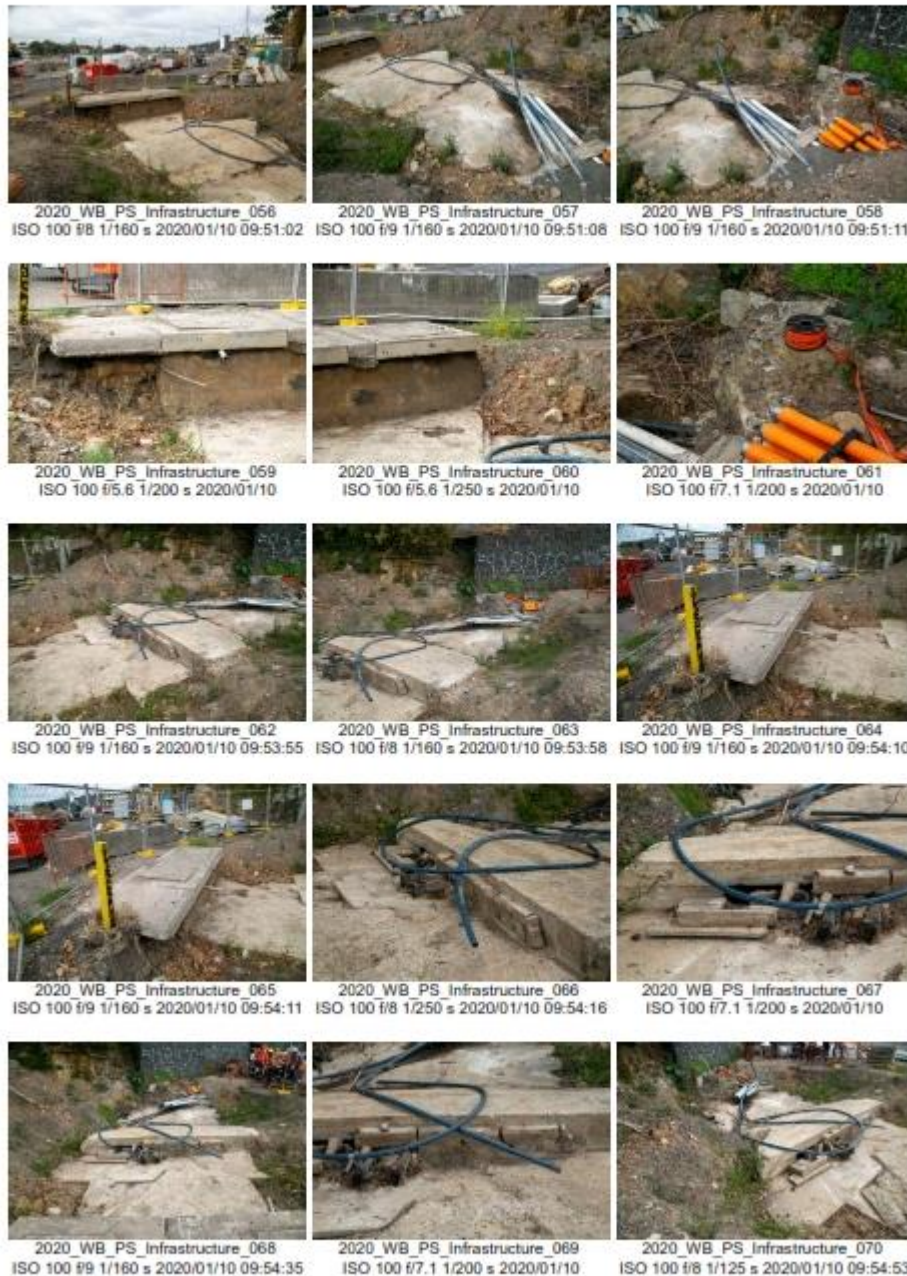 2020_WB_PS_Infrastructure_056
ISO 100 f/8 1/160 s 2020/01/10 09:51:02
2020_WB_PS_Infrastructure_057
ISO 100 f/9 1/160 s 2020/01/10 09:51:08
2020_WB_PS_Infrastructure_058
ISO 100 f/9 1/160 s 2020/01/10 09:51:11
2020_WB_PS_Infrastructure_059
ISO 100 f/5.6 1/200 s 2020/01/10
2020_WB_PS_Infrastructure_060
ISO 100 f/5.6 1/250 s 2020/01/10
2020_WB_PS_Infrastructure_061
ISO 100 f/7.1 1/200 s 2020/01/10
2020_WB_PS_Infrastructure_062
ISO 100 f/9 1/160 s 2020/01/10 09:53:55
2020_WB_PS_Infrastructure_063
ISO 100 f/8 1/160 s 2020/01/10 09:53:58
2020_WB_PS_Infrastructure_064
ISO 100 f/9 1/160 s 2020/01/10 09:54:10
2020_WB_PS_Infrastructure_065
ISO 100 f/9 1/160 s 2020/01/10 09:54:11
2020_WB_PS_Infrastructure_066
ISO 100 f/8 1/250 s 2020/01/10 09:54:16
2020_WB_PS_Infrastructure_067
ISO 100 f/7.1 1/200 s 2020/01/10
2020_WB_PS_Infrastructure_068
ISO 100 f/9 1/160 s 2020/01/10 09:54:35
2020_WB_PS_Infrastructure_069
ISO 100 f/7.1 1/200 s 2020/01/10
2020_WB_PS_Infrastructure_070
ISO 100 f/8 1/125 s 2020/01/10 09:54:53